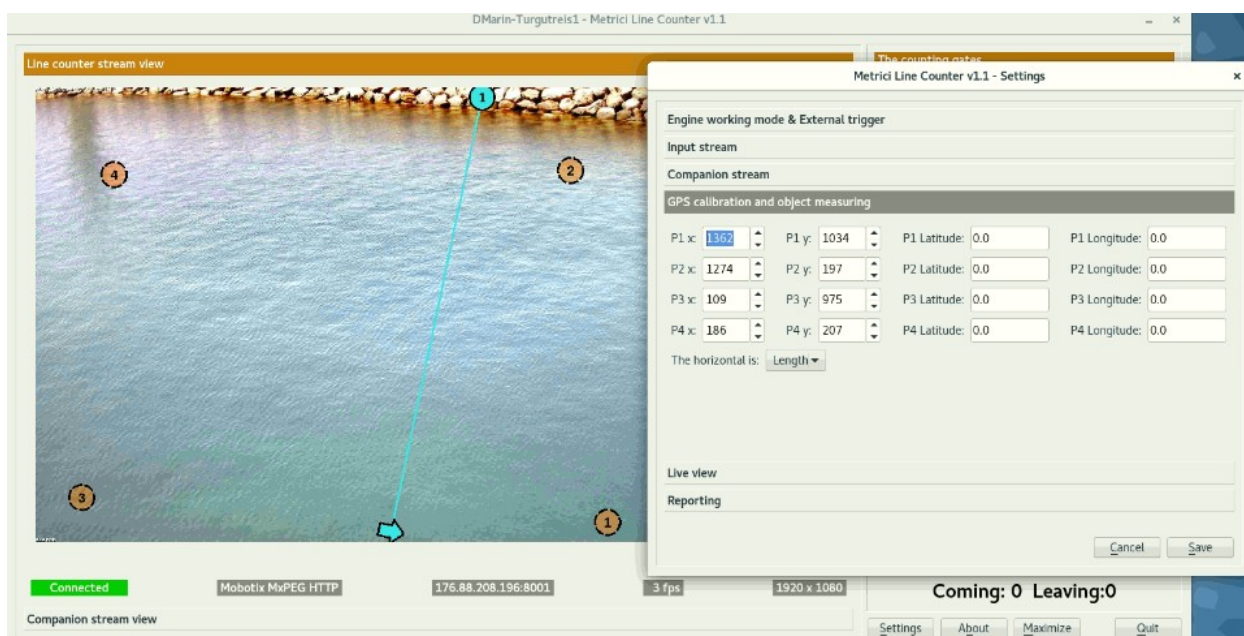 DMarin-Turgutreis1 - Metrici Line Counter v1.1
Line counter stream view
The counting gates
1
2
4
3
1
Metrici Line Counter v1.1 - Settings
Engine working mode & External trigger
Input stream
Companion stream
GPS calibration and object measuring
P1 x: 1362 P1 y: 1034 P1 Latitude: 0.0 P1 Longitude: 0.0
P2 x: 1274 P2 y: 197 P2 Latitude: 0.0 P2 Longitude: 0.0
P3 x: 109 P3 y: 975 P3 Latitude: 0.0 P3 Longitude: 0.0
P4 x: 186 P4 y: 207 P4 Latitude: 0.0 P4 Longitude: 0.0
The horizontal is: Length
Live view
Reporting
Cancel Save
Connected Mobotix MxPEG HTTP 176.88.208.196:8001 3 fps 1920 x 1080
Coming: 0 Leaving:0
Companion stream view
Settings About Maximize Quit